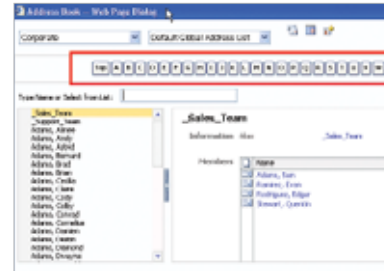 Address Book -- Web Page Dialog
Corporate
Default Global Address List
A B C D E F G H I J K L M N O P Q R S T U V W
Type Name or Select from List:
_Sales_Team
_Support_Team
Adams, Aimee
Adams, Andy
Adams, Astrid
Adams, Bernard
Adams, Brad
Adams, Brian
Adams, Cecilia
Adams, Clara
Adams, Cody
Adams, Colby
Adams, Conrad
Adams, Cornelius
Adams, Damien
Adams, Dawn
Adams, Desmond
Adams, Dwayne
_Sales_Team
Information Alias _Sales_Team
Members Name
Adams, Tom
Ramirez, Evan
Rodriguez, Edgar
Stewart, Quentin